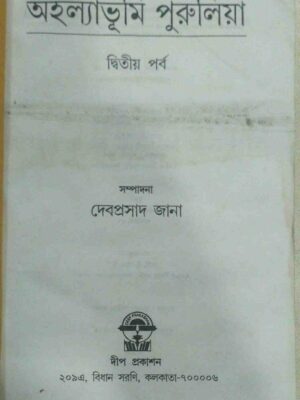 অহল্যাভূমি পুরুলিয়া
দ্বিতীয় পর্ব
সম্পাদনা
দেবপ্রসাদ জানা
দীপ প্রকাশন
২০৯এ, বিধান সরণি, কলকাতা-৭০০০০৬